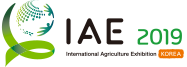 IAE 2019
International Agriculture Exhibition KOREA